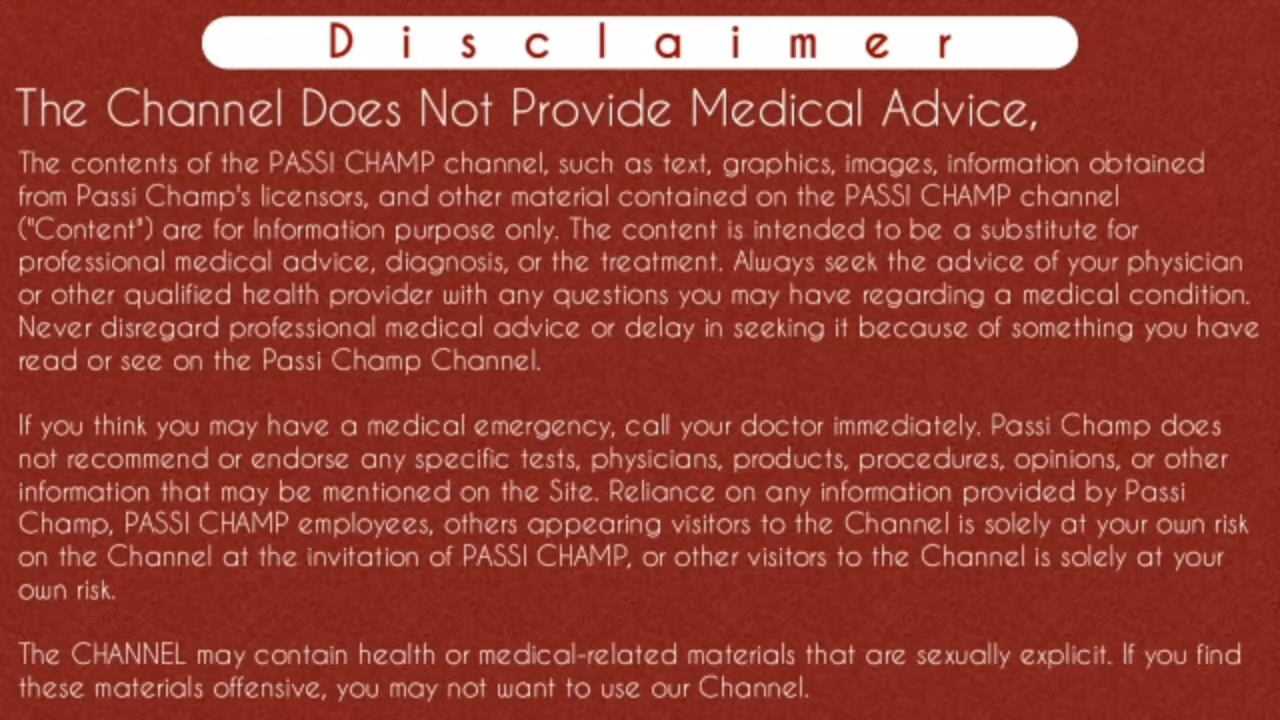 Disclaimer
The Channel Does Not Provide Medical Advice,
The contents of the PASSI CHAMP channel, such as text, graphics, images, information obtained
from Passi Champ's licensors, and other material contained on the PASSI CHAMP channel
("Content") are for Information purpose only. The content is intended to be a substitute for
professional medical advice, diagnosis, or the treatment. Always seek the advice of your physician
or other qualified health provider with any questions you may have regarding a medical condition.
Never disregard professional medical advice or delay in seeking it because of something you have
read or see on the Passi Champ Channel.
If you think you may have a medical emergency, call your doctor immediately. Passi Champ does
not recommend or endorse any specific tests, physicians, products, procedures, opinions, or other
information that may be mentioned on the Site. Reliance on any information provided by Passi
Champ, PASSI CHAMP employees, others appearing visitors to the Channel is solely at your own risk
on the Channel at the invitation of PASSI CHAMP, or other visitors to the Channel is solely at your
own risk.
The CHANNEL may contain health or medical-related materials that are sexually explicit. If you find
these materials offensive, you may not want to use our Channel.